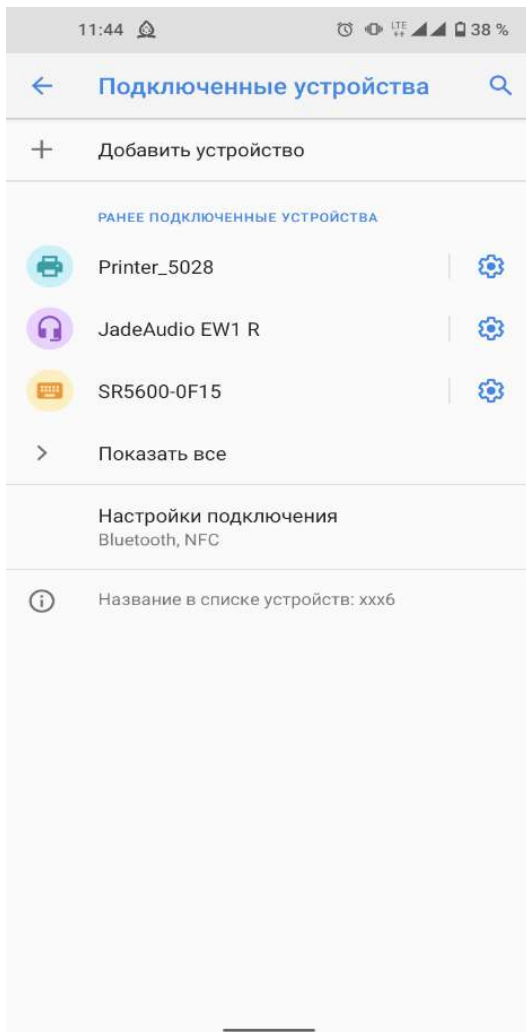 11:44 LTE 38 %
Подключенные устройства
Добавить устройство
РАНЕЕ ПОДКЛЮЧЕННЫЕ УСТРОЙСТВА
Printer_5028
JadeAudio EW1 R
SR5600-0F15
Показать все
Настройки подключения
Bluetooth, NFC
Название в списке устройств: xxx6